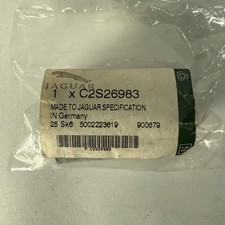 JAGUAR
1 x C2S26983
MADE TO JAGUAR SPECIFICATION
IN Germany
25 Sk6 5002223619 900679